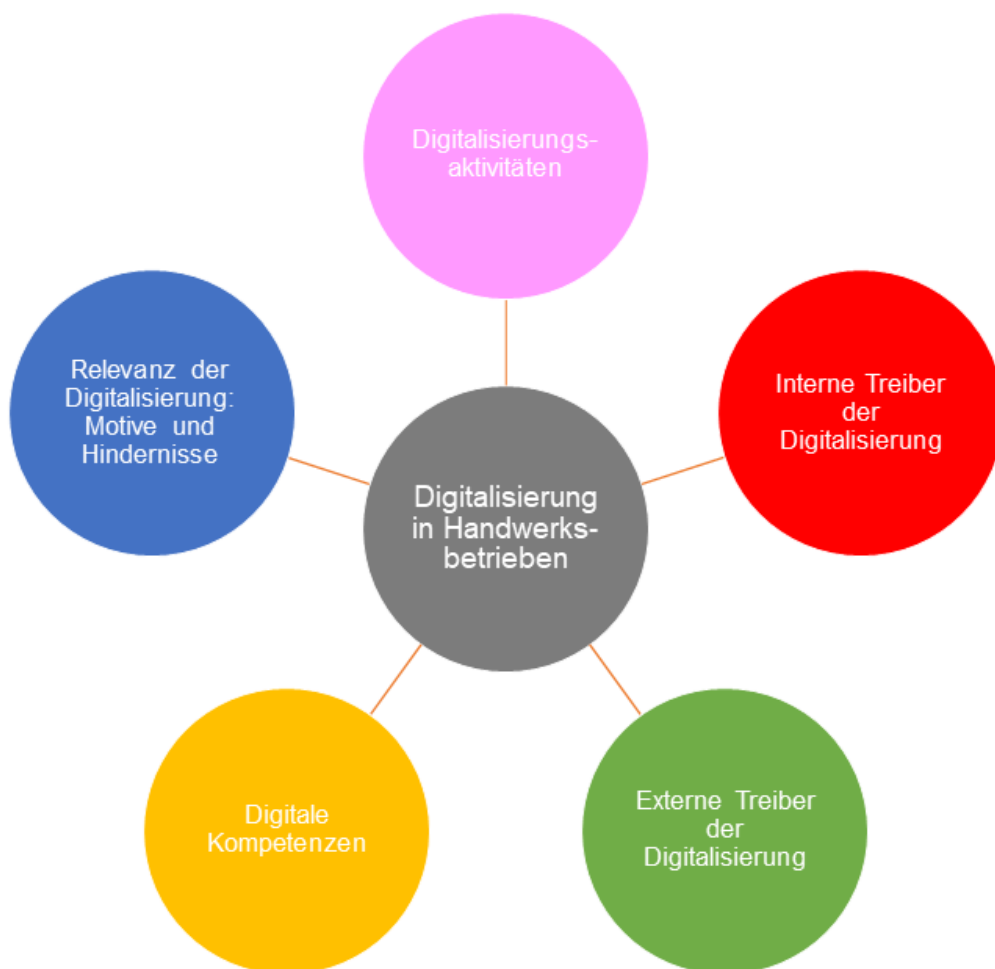 Digitalisierungs-
aktivitäten
Interne Treiber
der
Digitalisierung
Externe Treiber
der
Digitalisierung
Digitale
Kompetenzen
Relevanz der
Digitalisierung:
Motive und
Hindernisse
Digitalisierung
in Handwerks-
betrieben